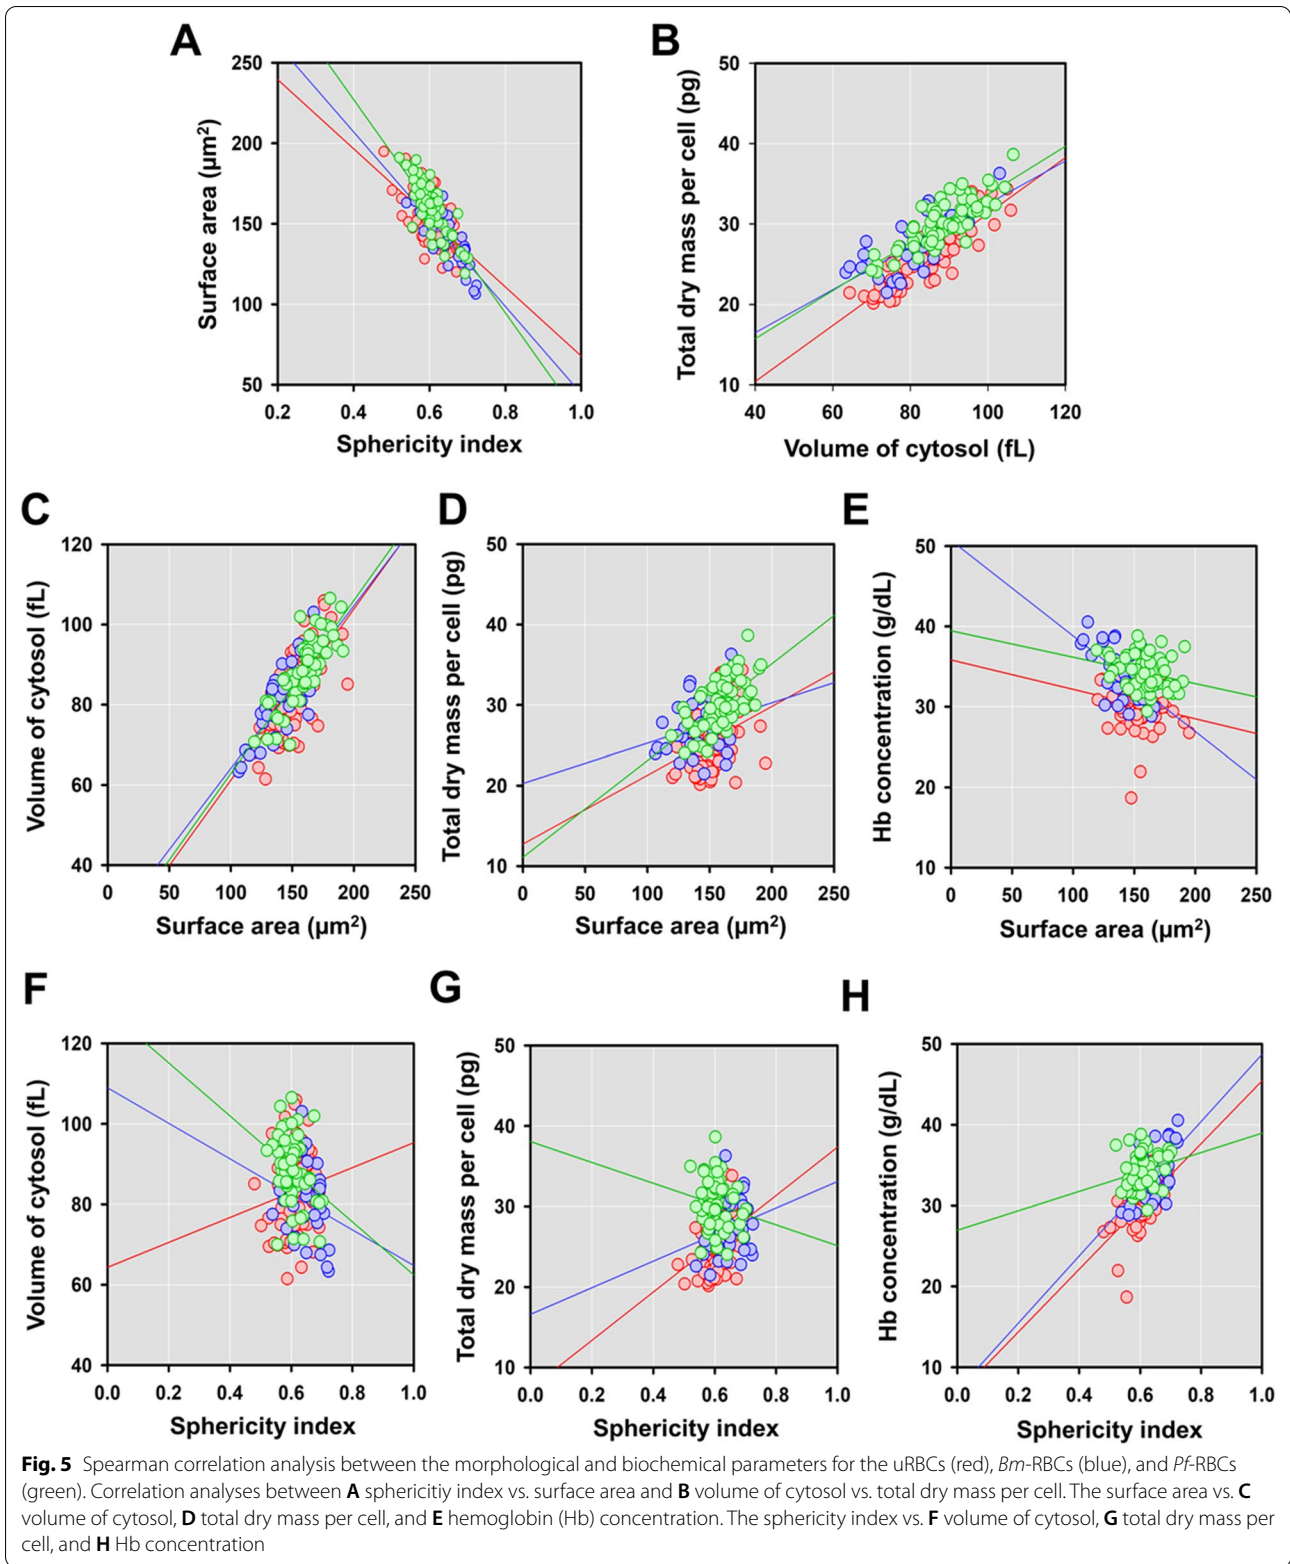 A
B
250
200
150
100
50
Surface area (µm²)
0.2 0.4 0.6 0.8 1.0
Sphericity index
50
40
30
20
10
Total dry mass per cell (pg)
40 60 80 100 120
Volume of cytosol (fL)
C
D
E
120
100
80
60
40
Volume of cytosol (fL)
0 50 100 150 200 250
Surface area (µm²)
50
40
30
20
10
Total dry mass per cell (pg)
0 50 100 150 200 250
Surface area (µm²)
50
40
30
20
10
Hb concentration (g/dL)
0 50 100 150 200 250
Surface area (µm²)
F
G
H
120
100
80
60
40
Volume of cytosol (fL)
0.0 0.2 0.4 0.6 0.8 1.0
Sphericity index
50
40
30
20
10
Total dry mass per cell (pg)
0.0 0.2 0.4 0.6 0.8 1.0
Sphericity index
50
40
30
20
10
Hb concentration (g/dL)
0.0 0.2 0.4 0.6 0.8 1.0
Sphericity index
Fig. 5 Spearman correlation analysis between the morphological and biochemical parameters for the uRBCs (red), Bm-RBCs (blue), and Pf-RBCs
(green). Correlation analyses between A sphericitiy index vs. surface area and B volume of cytosol vs. total dry mass per cell. The surface area vs. C
volume of cytosol, D total dry mass per cell, and E hemoglobin (Hb) concentration. The sphericity index vs. F volume of cytosol, G total dry mass per
cell, and H Hb concentration